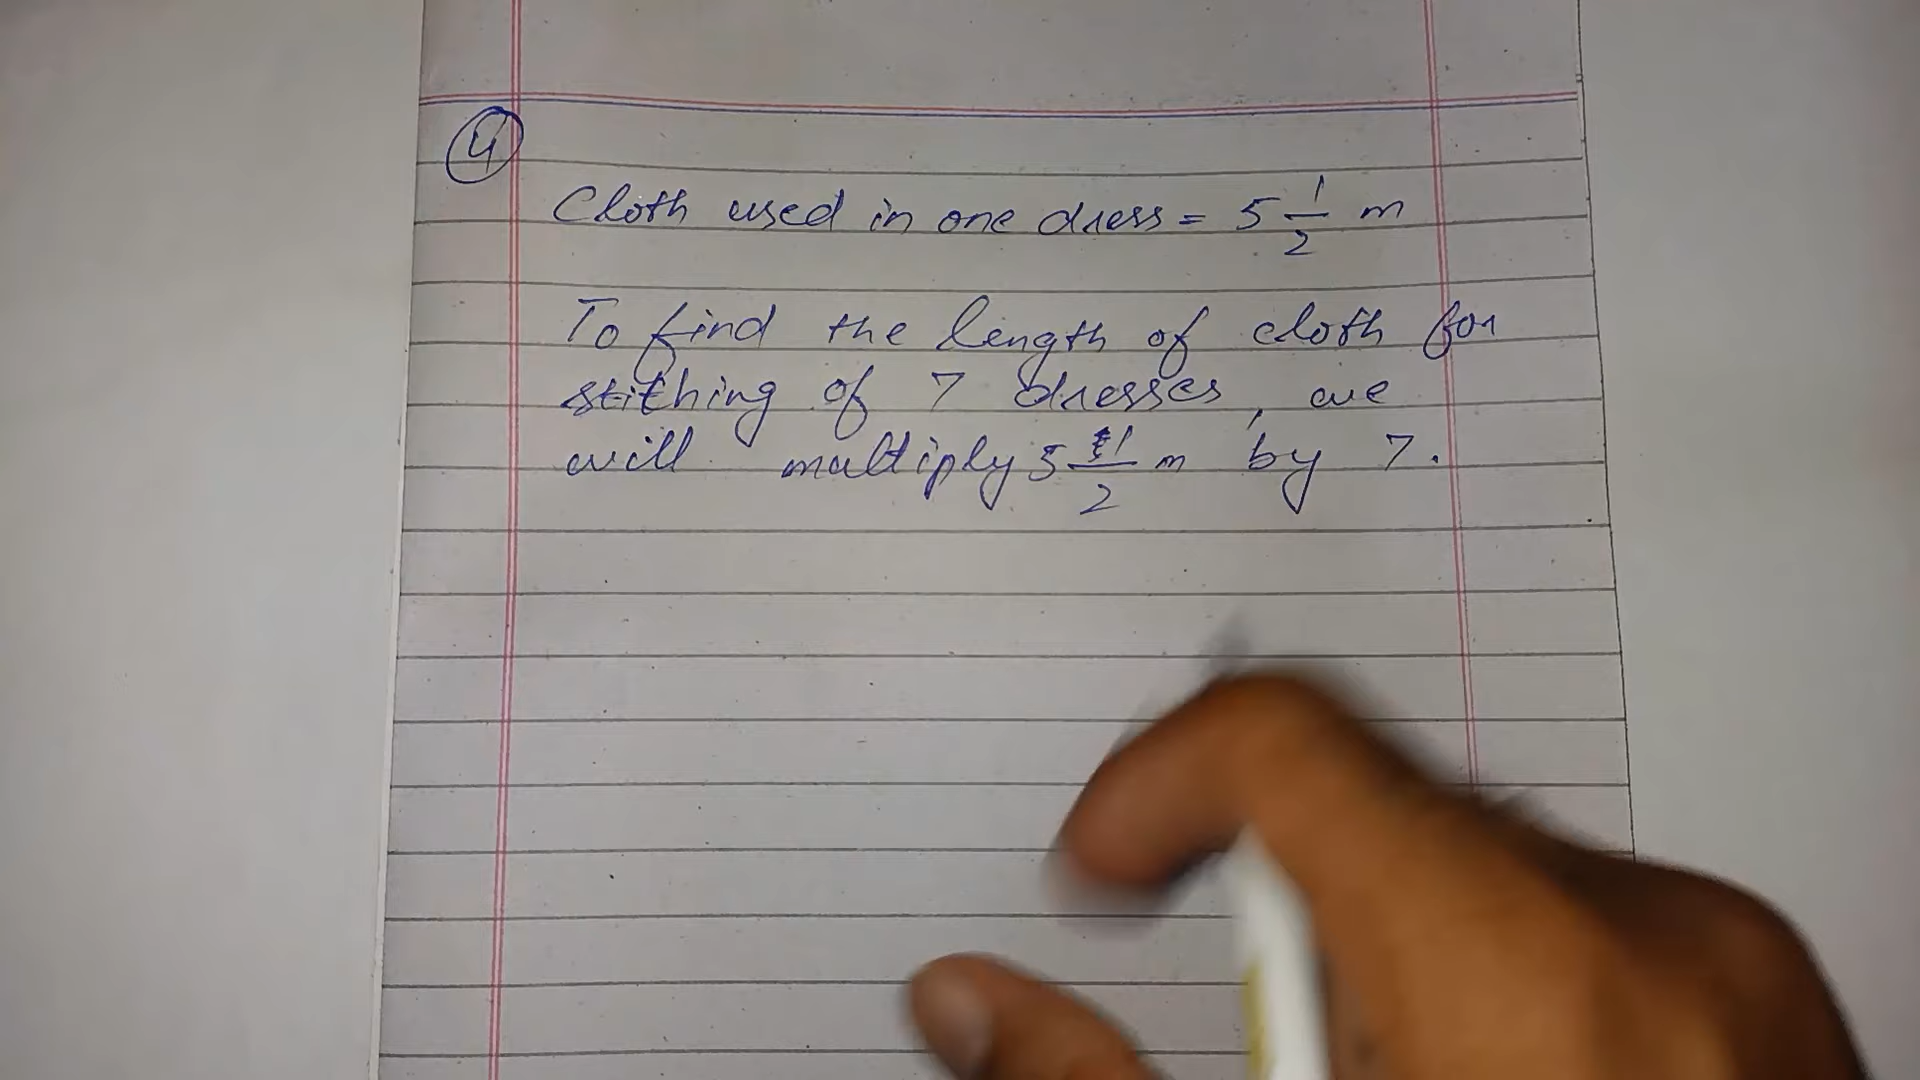 4
Cloth used in one dress = 5 1/2 m
To find the length of cloth for
stithing of 7 dresses, we
will multiply 5 1/2 m by 7.